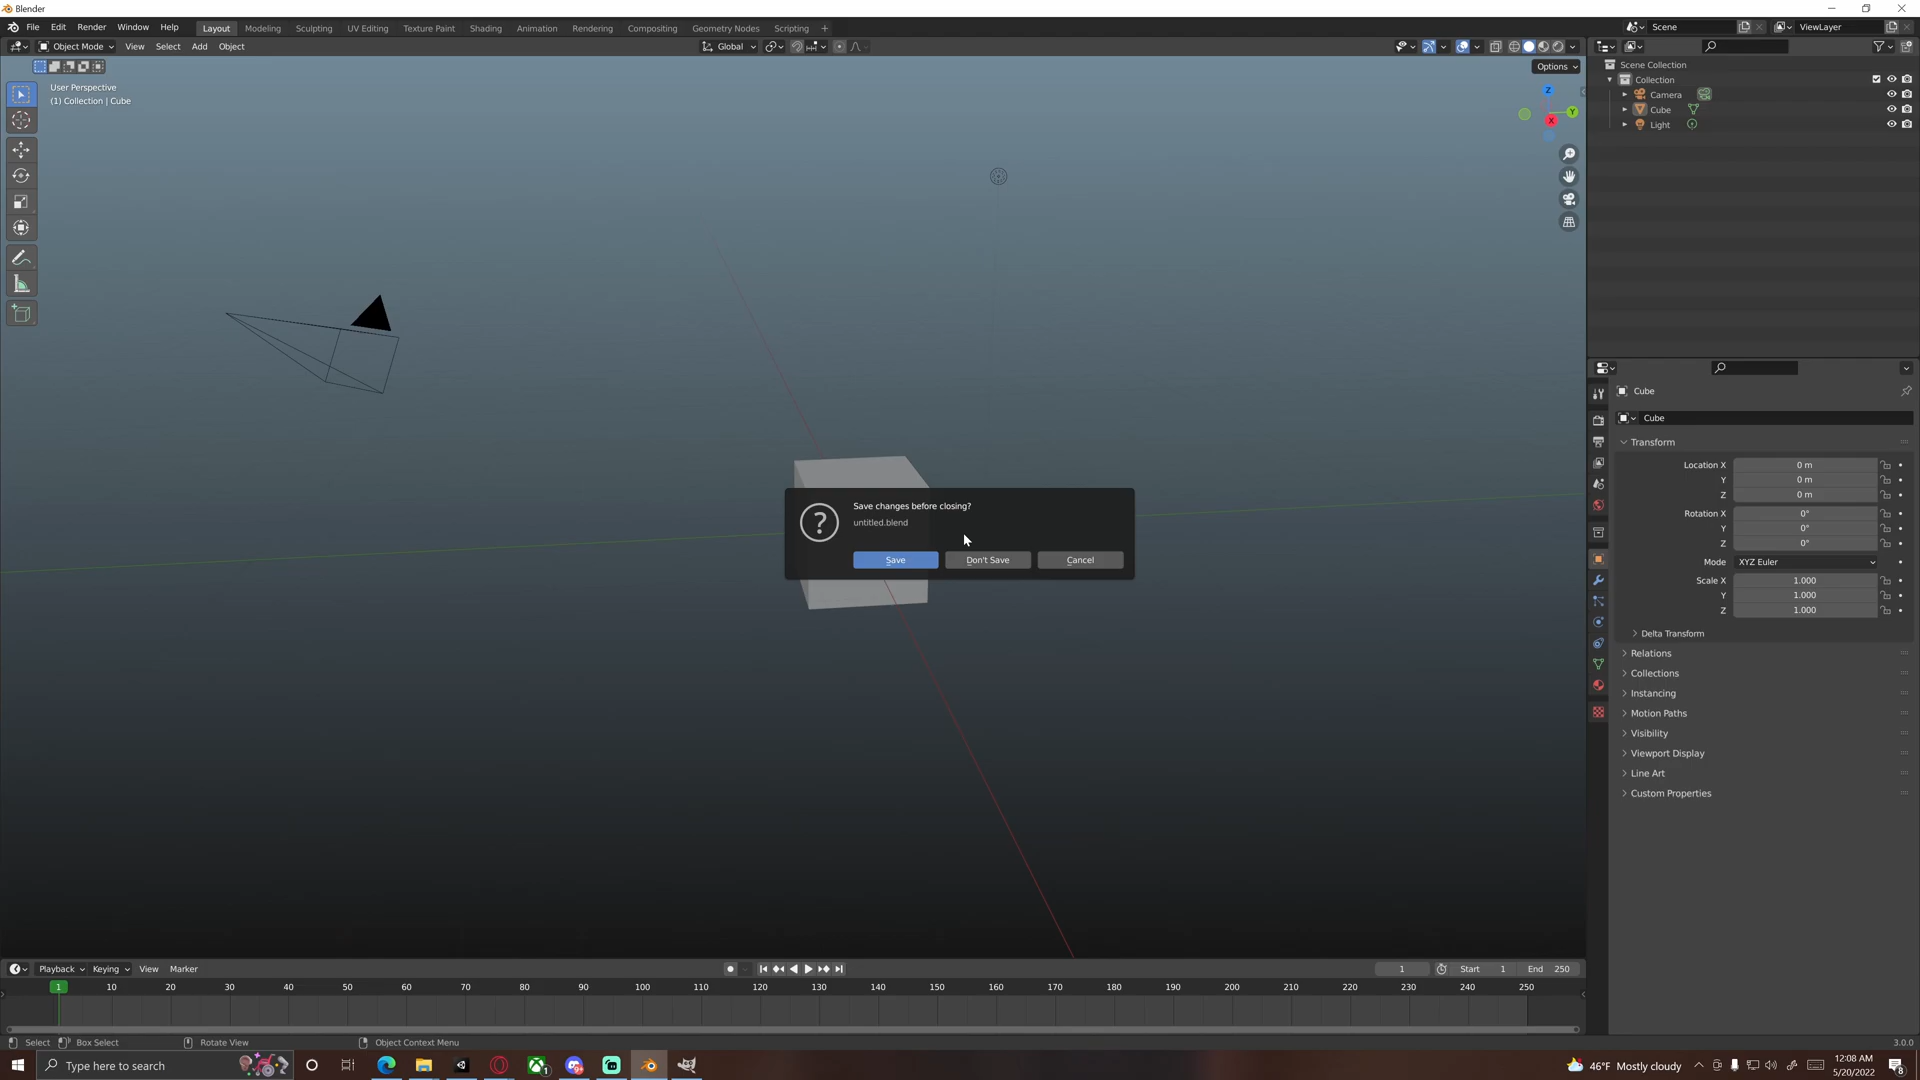 Blender
File Edit Render Window Help Layout Modeling Sculpting UV Editing Texture Paint Shading Animation Rendering Compositing Geometry Nodes Scripting + Scene ViewLayer
Object Mode View Select Add Object Global
Options
User Perspective
(1) Collection | Cube
Z
Y
X
Scene Collection
Collection
Camera
Cube
Light
Save changes before closing?
untitled.blend
Save Don't Save Cancel
Cube
Cube
Transform
Location X 0 m
Y 0 m
Z 0 m
Rotation X 0°
Y 0°
Z 0°
Mode XYZ Euler
Scale X 1.000
Y 1.000
Z 1.000
Delta Transform
Relations
Collections
Instancing
Motion Paths
Visibility
Viewport Display
Line Art
Custom Properties
Playback Keying View Marker 1 Start 1 End 250
1 10 20 30 40 50 60 70 80 90 100 110 120 130 140 150 160 170 180 190 200 210 220 230 240 250
Select Box Select Rotate View Object Context Menu 3.0.0
Type here to search 1 9+ 46°F Mostly cloudy 12:08 AM
5/20/2022 8